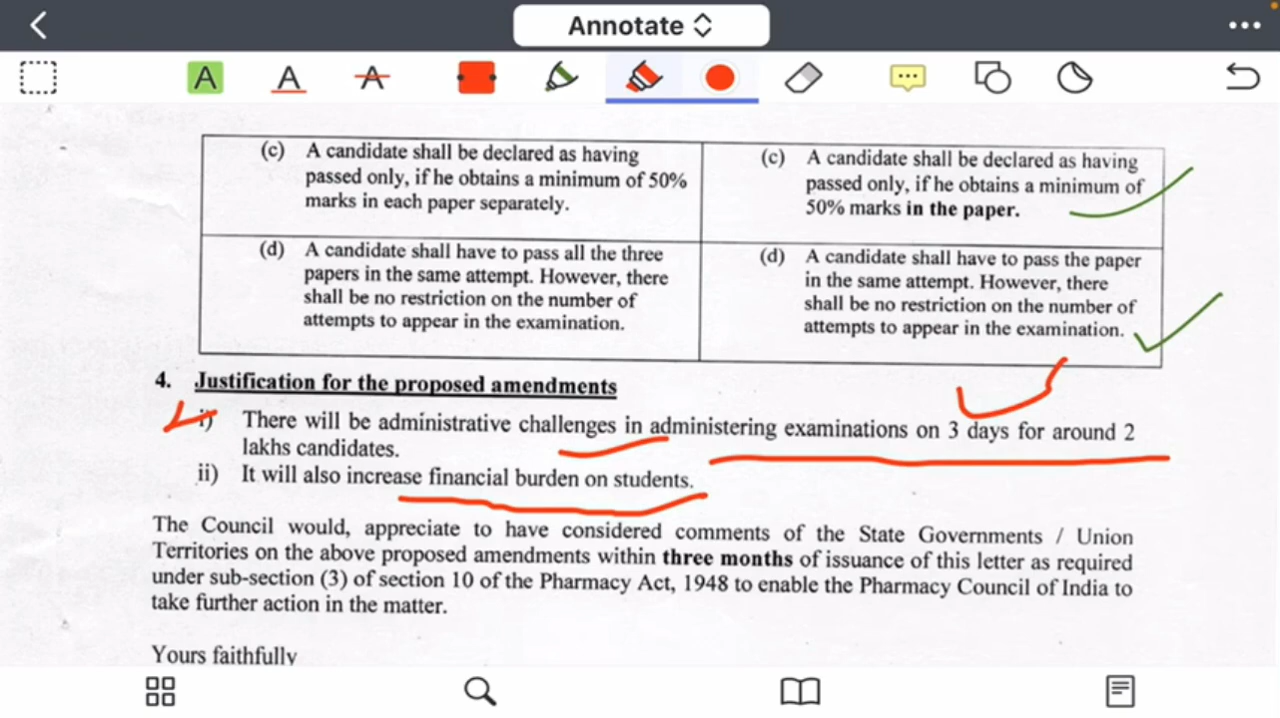 Annotate
(c) A candidate shall be declared as having
passed only, if he obtains a minimum of 50%
marks in each paper separately.
(c) A candidate shall be declared as having
passed only, if he obtains a minimum of
50% marks in the paper.
(d) A candidate shall have to pass all the three
papers in the same attempt. However, there
shall be no restriction on the number of
attempts to appear in the examination.
(d) A candidate shall have to pass the paper
in the same attempt. However, there
shall be no restriction on the number of
attempts to appear in the examination.
4. Justification for the proposed amendments
i) There will be administrative challenges in administering examinations on 3 days for around 2
lakhs candidates.
ii) It will also increase financial burden on students.
The Council would, appreciate to have considered comments of the State Governments / Union
Territories on the above proposed amendments within three months of issuance of this letter as required
under sub-section (3) of section 10 of the Pharmacy Act, 1948 to enable the Pharmacy Council of India to
take further action in the matter.
Yours faithfully